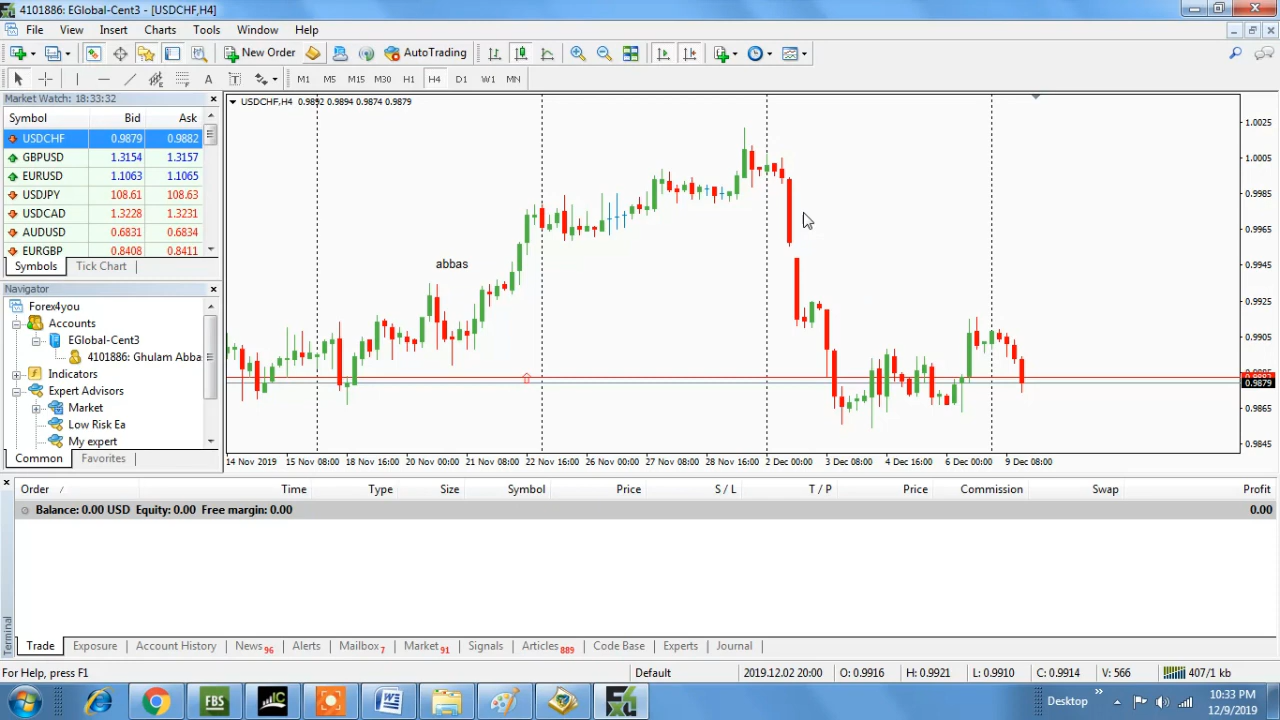 4101886: EGlobal-Cent3 - [USDCHF,H4]
File View Insert Charts Tools Window Help
New Order AutoTrading
A T M1 M5 M15 M30 H1 H4 D1 W1 MN
Market Watch: 18:33:32
Symbol Bid Ask
USDCHF 0.9879 0.9882
GBPUSD 1.3154 1.3157
EURUSD 1.1063 1.1065
USDJPY 108.61 108.63
USDCAD 1.3228 1.3231
AUDUSD 0.6831 0.6834
EURGBP 0.8408 0.8411
Symbols Tick Chart
Navigator
Forex4you
Accounts
EGlobal-Cent3
4101886: Ghulam Abba
Indicators
Expert Advisors
Market
Low Risk Ea
My expert
Common Favorites
USDCHF,H4 0.9892 0.9894 0.9874 0.9879
abbas
1.0025
1.0005
0.9985
0.9965
0.9945
0.9925
0.9905
0.9879
0.9865
0.9845
14 Nov 2019 15 Nov 08:00 18 Nov 16:00 20 Nov 00:00 21 Nov 08:00 22 Nov 16:00 26 Nov 00:00 27 Nov 08:00 28 Nov 16:00 2 Dec 00:00 3 Dec 08:00 4 Dec 16:00 6 Dec 00:00 9 Dec 08:00
Order / Time Type Size Symbol Price S / L T / P Price Commission Swap Profit
Balance: 0.00 USD Equity: 0.00 Free margin: 0.00 0.00
Terminal
Trade Exposure Account History News 96 Alerts Mailbox 7 Market 91 Signals Articles 889 Code Base Experts Journal
For Help, press F1 Default 2019.12.02 20:00 O: 0.9916 H: 0.9921 L: 0.9910 C: 0.9914 V: 566 407/1 kb
FBS IC W Desktop » 10:33 PM
12/9/2019